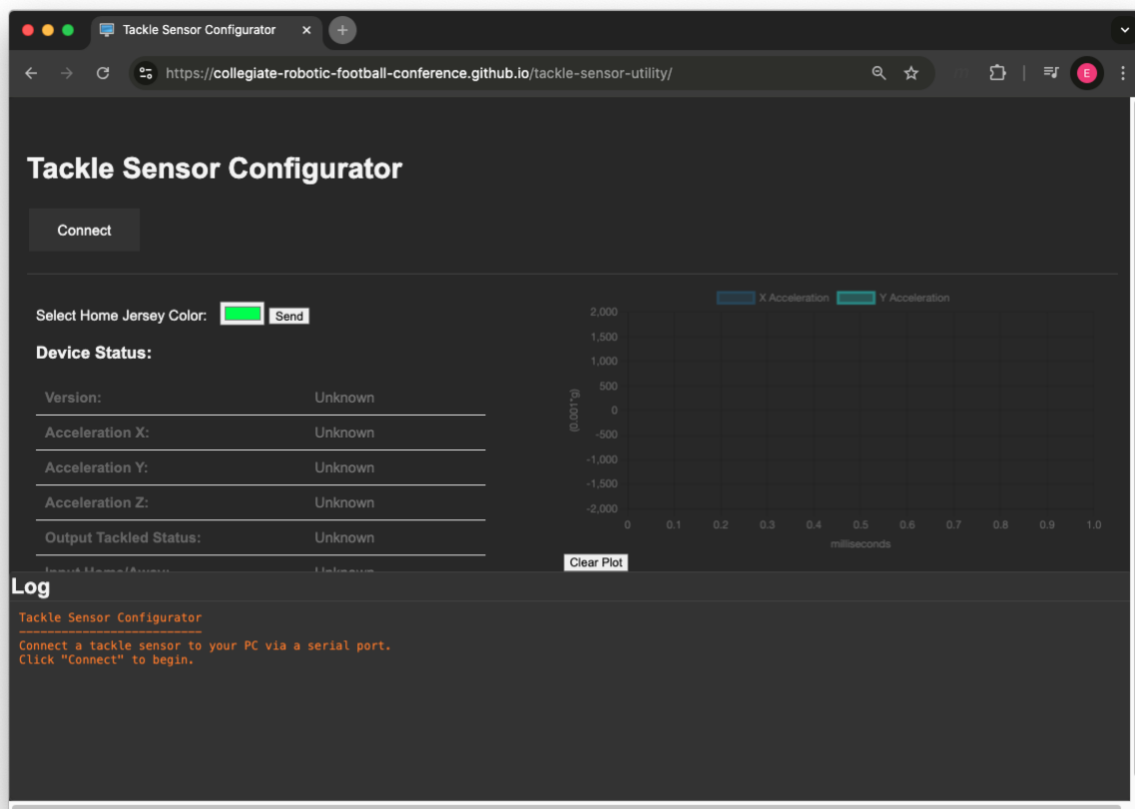 Tackle Sensor Configurator
https://collegiate-robotic-football-conference.github.io/tackle-sensor-utility/
E
Tackle Sensor Configurator
Connect
Select Home Jersey Color: Send
Device Status:
Version: Unknown
Acceleration X: Unknown
Acceleration Y: Unknown
Acceleration Z: Unknown
Output Tackled Status: Unknown
Input Home/Away: Unknown
X Acceleration Y Acceleration
2,000
1,500
1,000
500
0
-500
-1,000
-1,500
-2,000
(0.001*g)
0 0.1 0.2 0.3 0.4 0.5 0.6 0.7 0.8 0.9 1.0
milliseconds
Clear Plot
Log
Tackle Sensor Configurator
--------------------------
Connect a tackle sensor to your PC via a serial port.
Click "Connect" to begin.